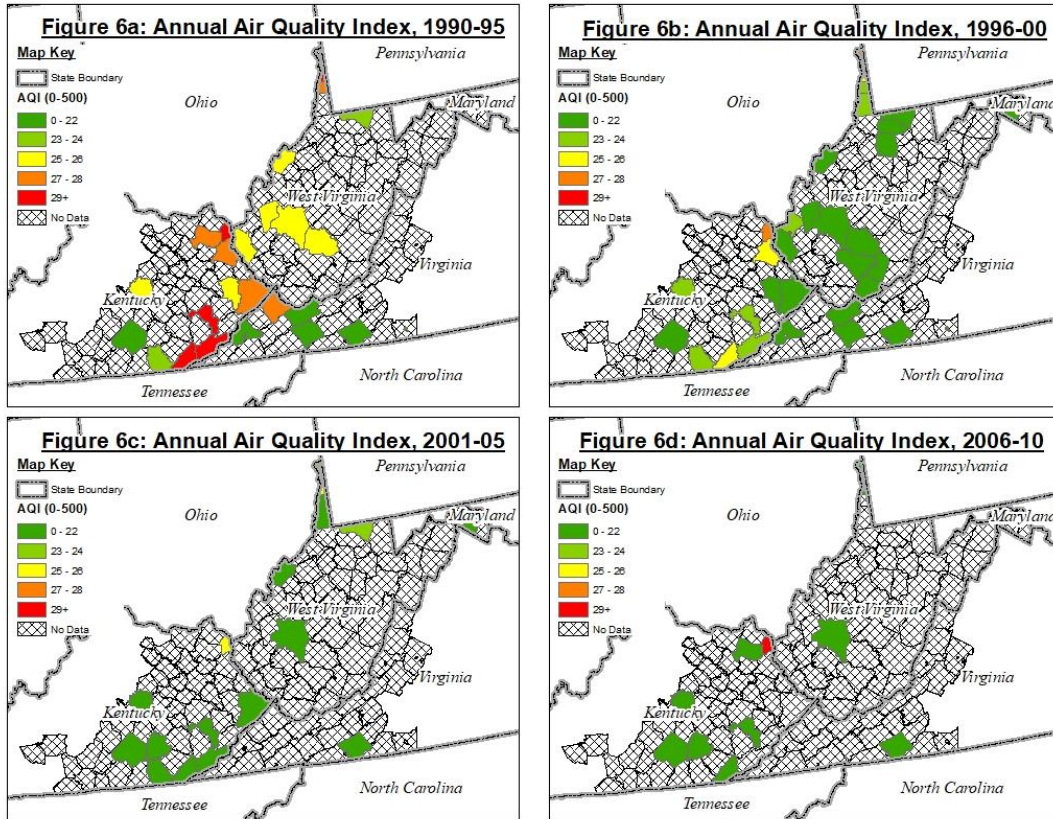 Figure 6a: Annual Air Quality Index, 1990-95
Map Key
State Boundary
AQI (0-500)
0 - 22
23 - 24
25 - 26
27 - 28
29+
No Data
Pennsylvania
Ohio
Maryland
West Virginia
Virginia
Kentucky
North Carolina
Tennessee
Figure 6b: Annual Air Quality Index, 1996-00
Map Key
State Boundary
AQI (0-500)
0 - 22
23 - 24
25 - 26
27 - 28
29+
No Data
Pennsylvania
Ohio
Maryland
West Virginia
Virginia
Kentucky
North Carolina
Tennessee
Figure 6c: Annual Air Quality Index, 2001-05
Map Key
State Boundary
AQI (0-500)
0 - 22
23 - 24
25 - 26
27 - 28
29+
No Data
Pennsylvania
Ohio
Maryland
West Virginia
Virginia
Kentucky
North Carolina
Tennessee
Figure 6d: Annual Air Quality Index, 2006-10
Map Key
State Boundary
AQI (0-500)
0 - 22
23 - 24
25 - 26
27 - 28
29+
No Data
Pennsylvania
Ohio
Maryland
West Virginia
Virginia
Kentucky
North Carolina
Tennessee